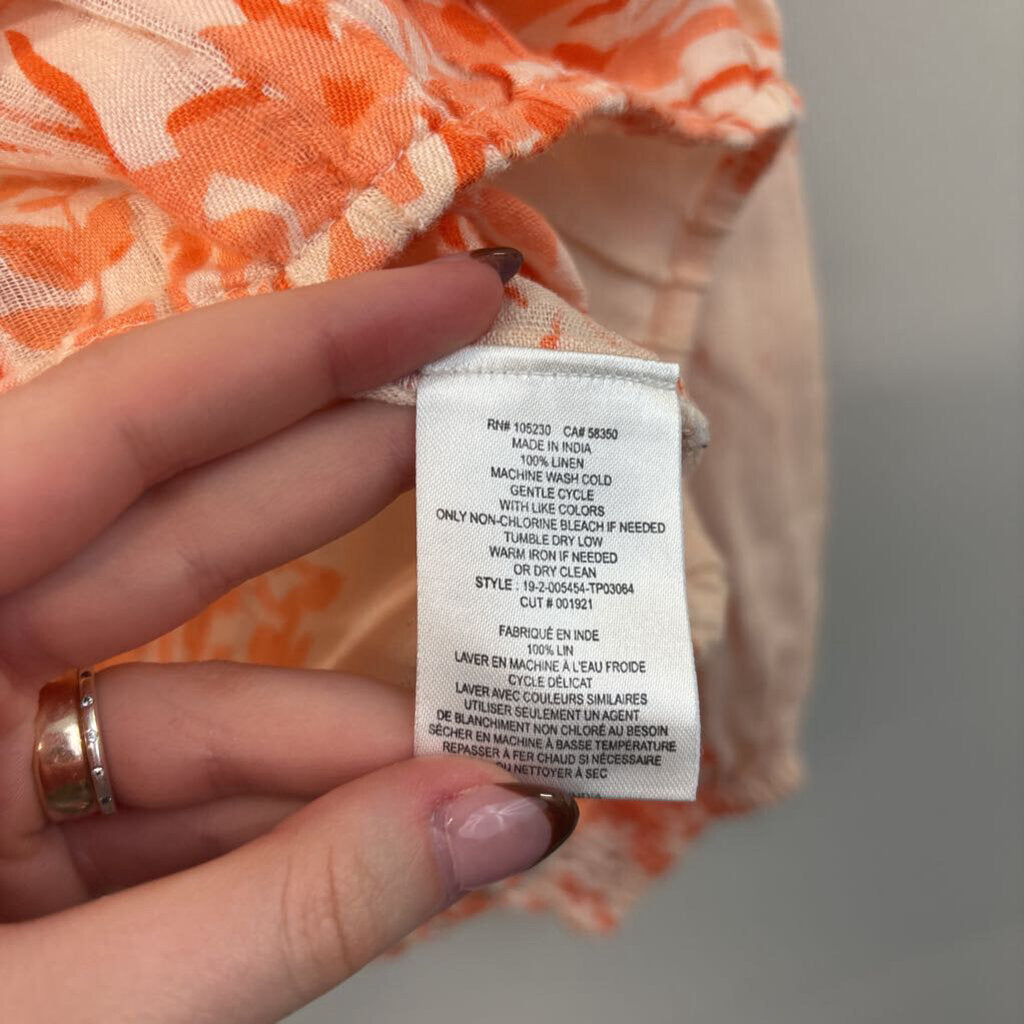 RN# 105230 CA# 58350
MADE IN INDIA
100% LINEN
MACHINE WASH COLD
GENTLE CYCLE
WITH LIKE COLORS
ONLY NON-CHLORINE BLEACH IF NEEDED
TUMBLE DRY LOW
WARM IRON IF NEEDED
OR DRY CLEAN
STYLE : 19-2-005454-TP03064
CUT # 001921
FABRIQUÉ EN INDE
100% LIN
LAVER EN MACHINE À L'EAU FROIDE
CYCLE DÉLICAT
LAVER AVEC COULEURS SIMILAIRES
UTILISER SEULEMENT UN AGENT
DE BLANCHIMENT NON CHLORÉ AU BESOIN
SÉCHER EN MACHINE À BASSE TEMPÉRATURE
REPASSER À FER CHAUD SI NÉCESSAIRE
OU NETTOYER À SEC